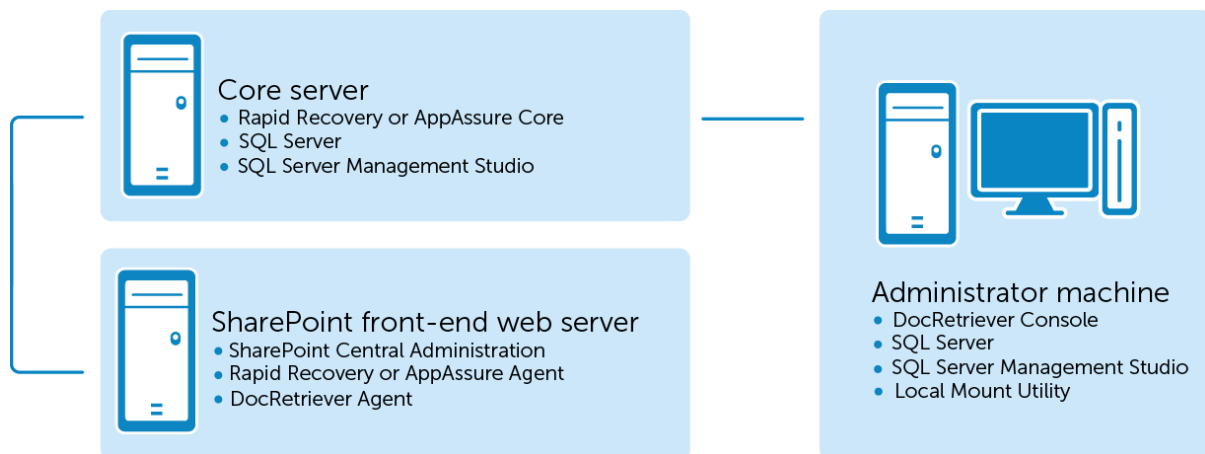 Core server
• Rapid Recovery or AppAssure Core
• SQL Server
• SQL Server Management Studio
SharePoint front-end web server
• SharePoint Central Administration
• Rapid Recovery or AppAssure Agent
• DocRetriever Agent
Administrator machine
• DocRetriever Console
• SQL Server
• SQL Server Management Studio
• Local Mount Utility